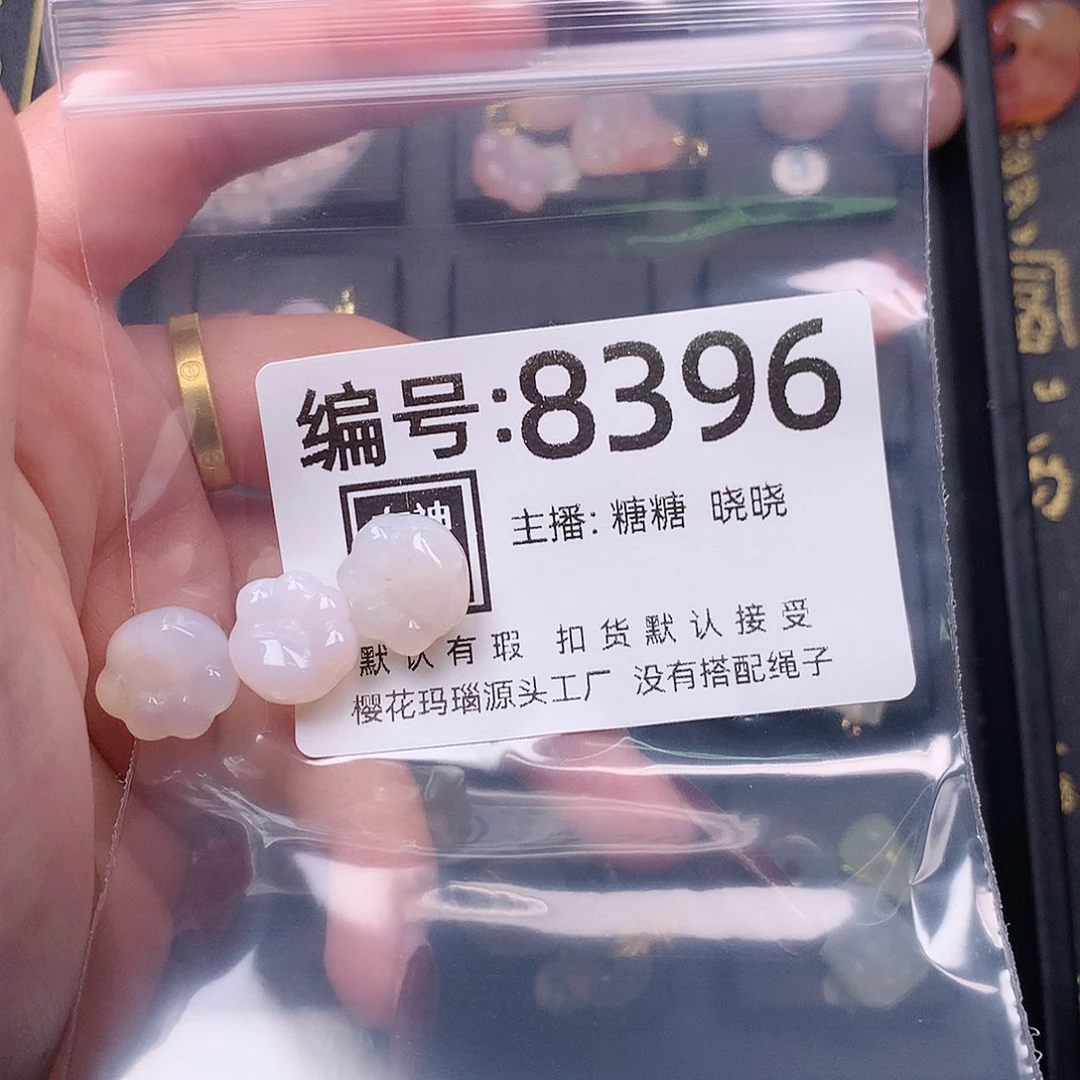 编号:8396
主播: 糖糖 晓晓
默认有瑕 扣货默认接受
樱花玛瑙源头工厂 没有搭配绳子